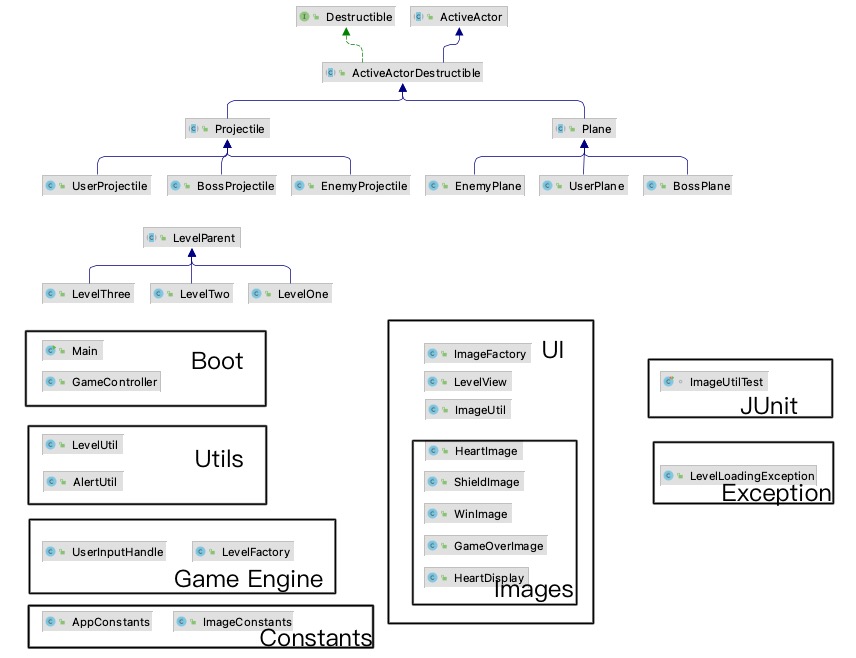 Destructible
ActiveActor
ActiveActorDestructible
Projectile
Plane
UserProjectile
BossProjectile
EnemyProjectile
EnemyPlane
UserPlane
BossPlane
LevelParent
LevelThree
LevelTwo
LevelOne
Main
GameController
Boot
LevelUtil
AlertUtil
Utils
UserInputHandle
LevelFactory
Game Engine
AppConstants
ImageConstants
Constants
ImageFactory
UI
LevelView
ImageUtil
HeartImage
ShieldImage
WinImage
GameOverImage
HeartDisplay
Images
ImageUtilTest
JUnit
LevelLoadingException
Exception